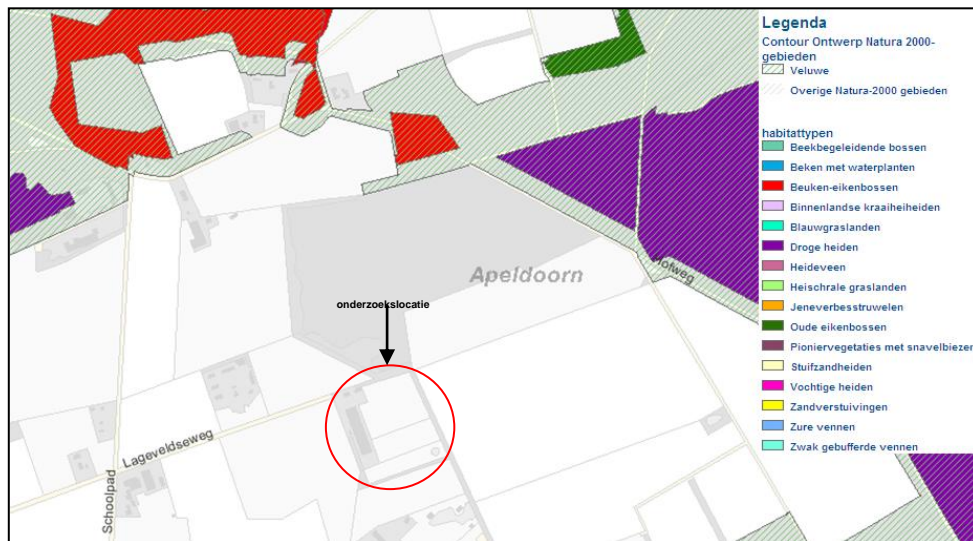 Legenda
Contour Ontwerp Natura 2000-
gebieden
Veluwe
Overige Natura-2000 gebieden
habitattypen
Beekbegeleidende bossen
Beken met waterplanten
Beuken-eikenbossen
Binnenlandse kraaiheiheiden
Blauwgraslanden
Droge heiden
Heideveen
Heischrale graslanden
Jeneverbesstruwelen
Oude eikenbossen
Pioniervegetaties met snavelbiezen
Stuifzandheiden
Vochtige heiden
Zandverstuivingen
Zure vennen
Zwak gebufferde vennen
Apeldoorn
onderzoekslocatie
Lageveldseweg
Schoolpad